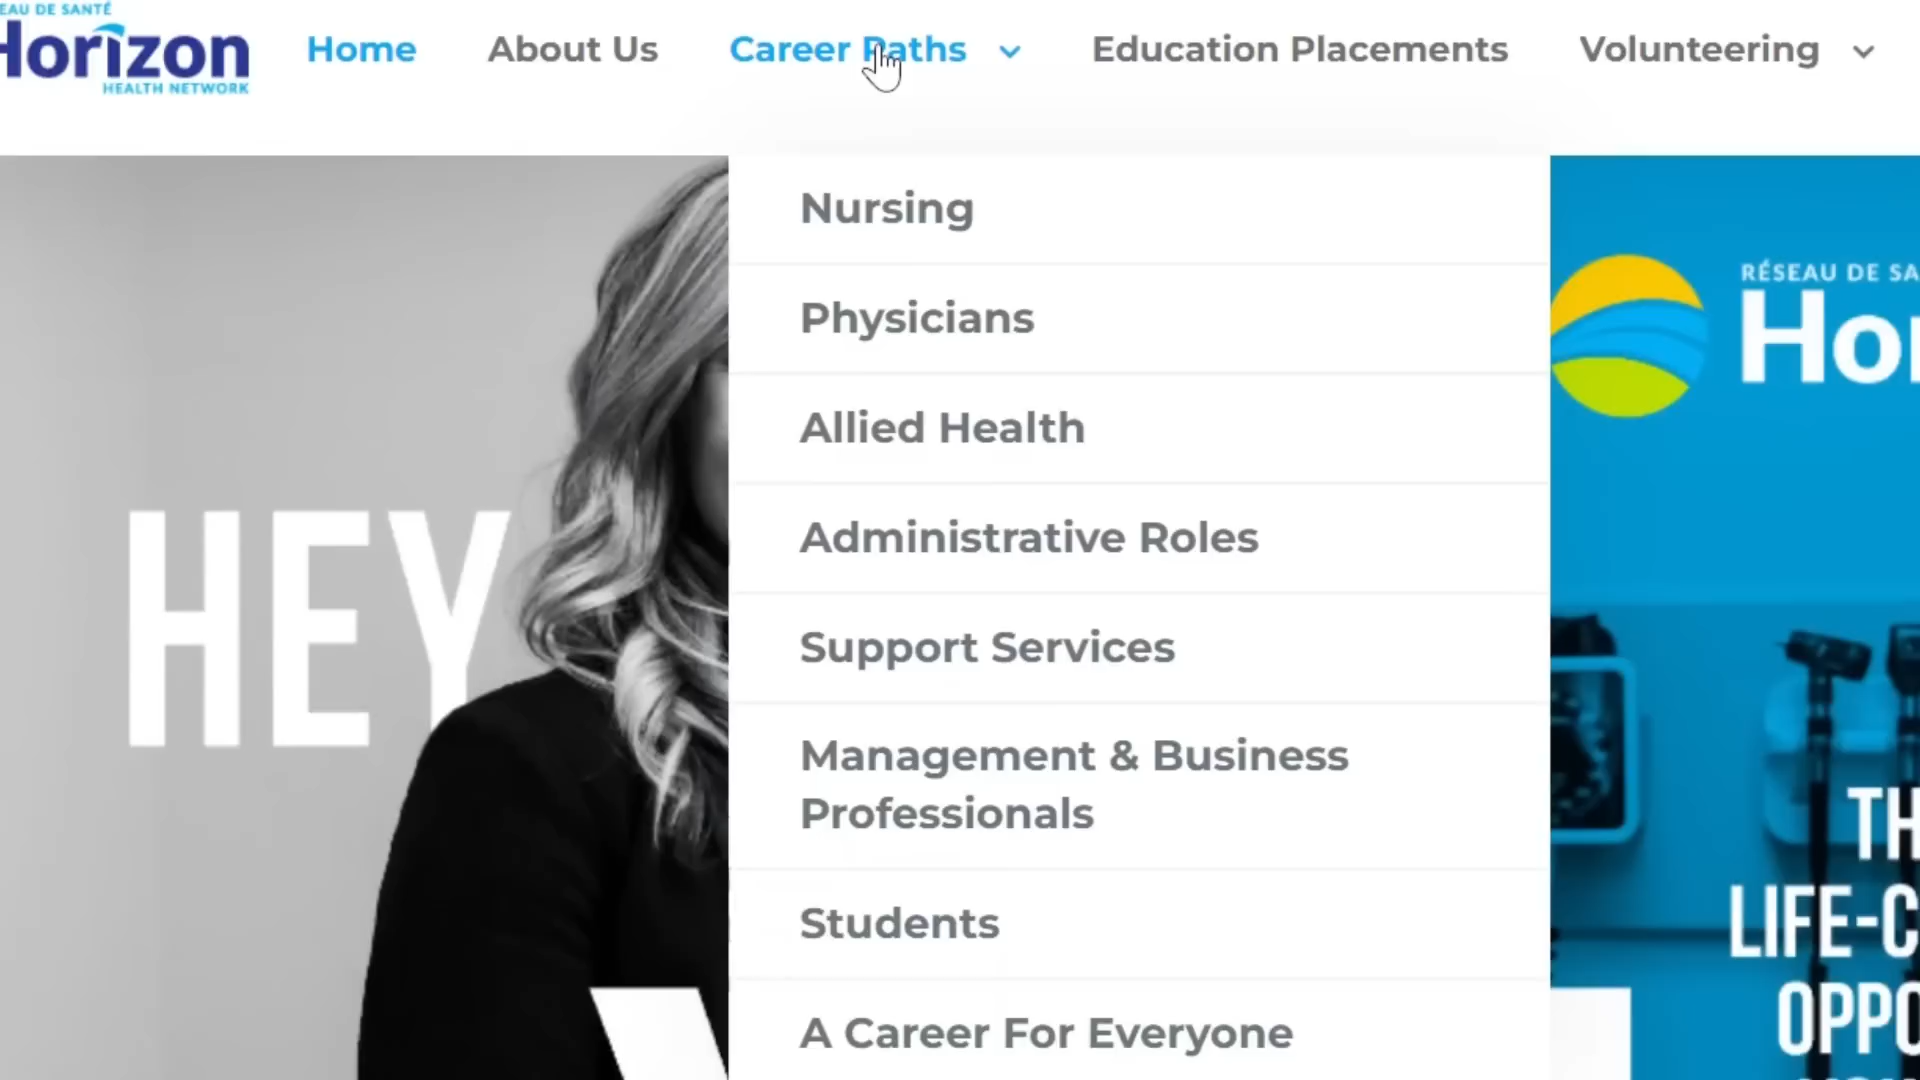 EAU DE SANTÉ
Horizon
HEALTH NETWORK
Home
About Us
Career Paths
Education Placements
Volunteering
Nursing
Physicians
Allied Health
Administrative Roles
Support Services
Management & Business
Professionals
Students
A Career For Everyone
HEY
RÉSEAU DE SA
Hor
TH
LIFE-C
OPPO